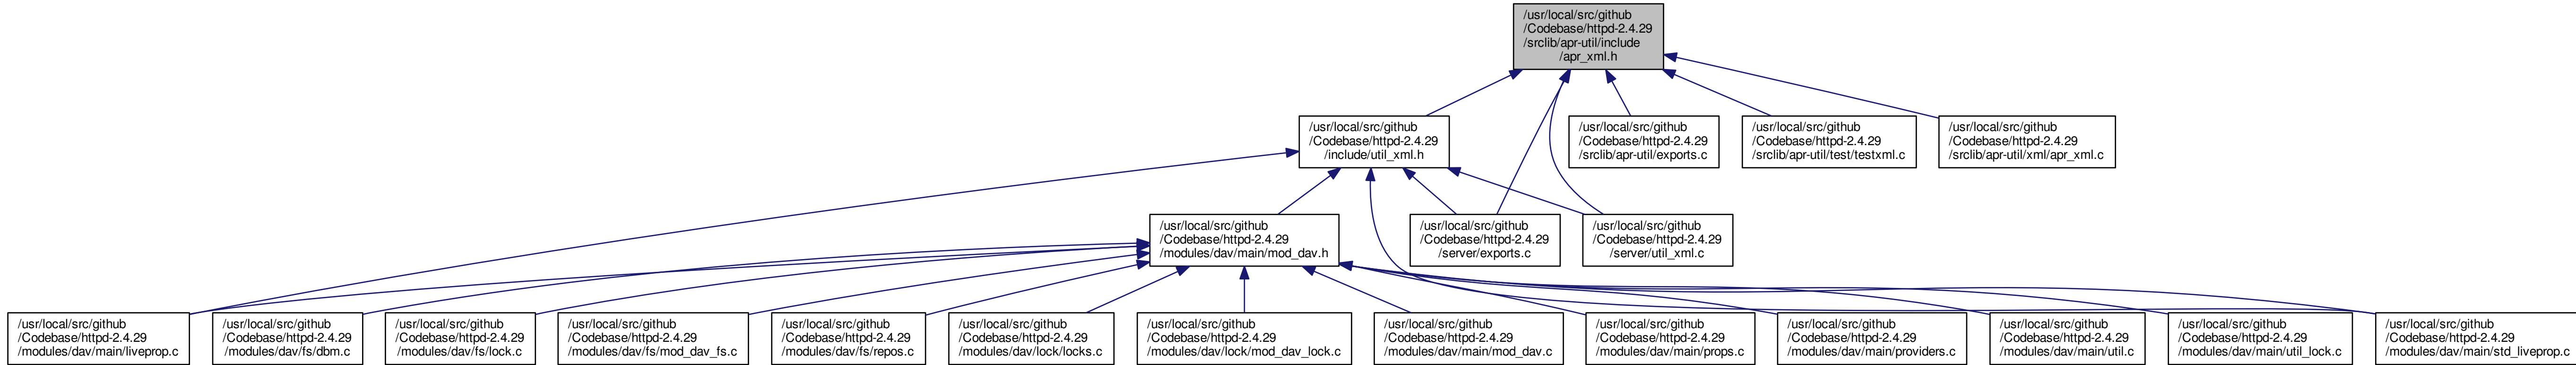 /usr/local/src/github
/Codebase/httpd-2.4.29
/srclib/apr-util/include
/apr_xml.h
/usr/local/src/github
/Codebase/httpd-2.4.29
/include/util_xml.h
/usr/local/src/github
/Codebase/httpd-2.4.29
/srclib/apr-util/exports.c
/usr/local/src/github
/Codebase/httpd-2.4.29
/srclib/apr-util/test/testxml.c
/usr/local/src/github
/Codebase/httpd-2.4.29
/srclib/apr-util/xml/apr_xml.c
/usr/local/src/github
/Codebase/httpd-2.4.29
/modules/dav/main/mod_dav.h
/usr/local/src/github
/Codebase/httpd-2.4.29
/server/exports.c
/usr/local/src/github
/Codebase/httpd-2.4.29
/server/util_xml.c
/usr/local/src/github
/Codebase/httpd-2.4.29
/modules/dav/main/liveprop.c
/usr/local/src/github
/Codebase/httpd-2.4.29
/modules/dav/fs/dbm.c
/usr/local/src/github
/Codebase/httpd-2.4.29
/modules/dav/fs/lock.c
/usr/local/src/github
/Codebase/httpd-2.4.29
/modules/dav/fs/mod_dav_fs.c
/usr/local/src/github
/Codebase/httpd-2.4.29
/modules/dav/fs/repos.c
/usr/local/src/github
/Codebase/httpd-2.4.29
/modules/dav/lock/locks.c
/usr/local/src/github
/Codebase/httpd-2.4.29
/modules/dav/lock/mod_dav_lock.c
/usr/local/src/github
/Codebase/httpd-2.4.29
/modules/dav/main/mod_dav.c
/usr/local/src/github
/Codebase/httpd-2.4.29
/modules/dav/main/props.c
/usr/local/src/github
/Codebase/httpd-2.4.29
/modules/dav/main/providers.c
/usr/local/src/github
/Codebase/httpd-2.4.29
/modules/dav/main/util.c
/usr/local/src/github
/Codebase/httpd-2.4.29
/modules/dav/main/util_lock.c
/usr/local/src/github
/Codebase/httpd-2.4.29
/modules/dav/main/std_liveprop.c